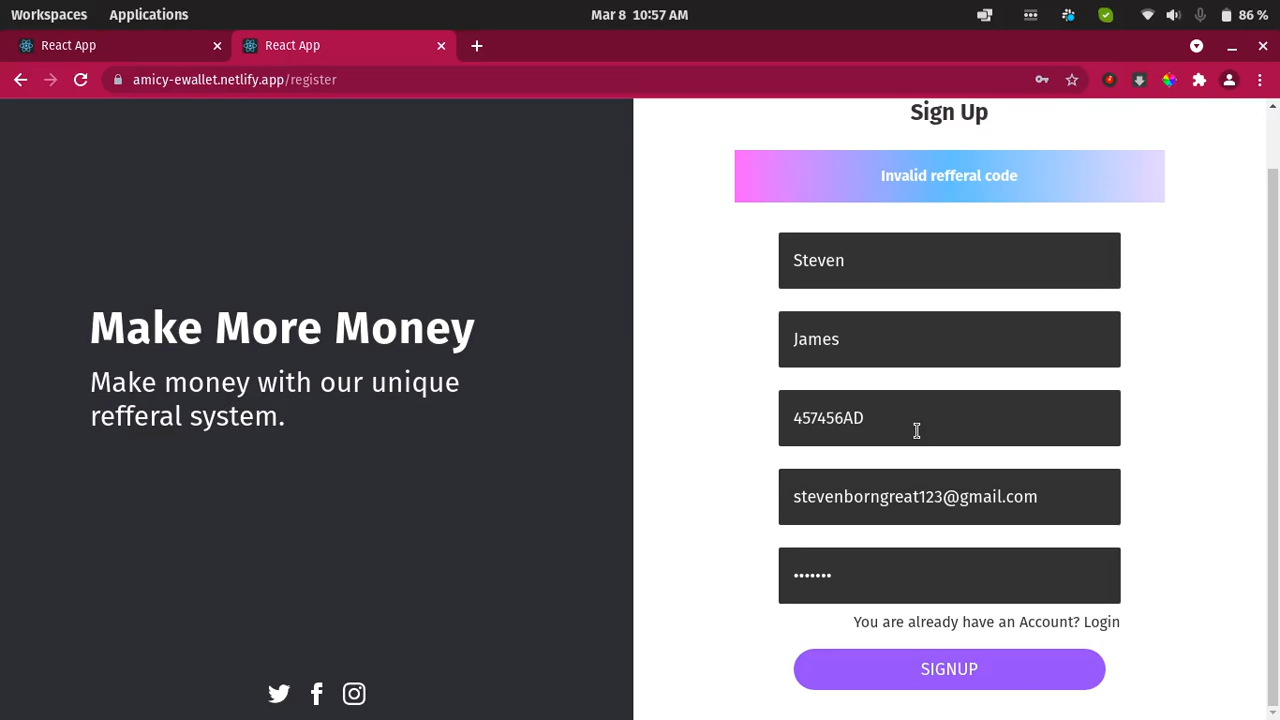 Workspaces Applications Mar 8 10:57 AM 86 %
React App React App
amicy-ewallet.netlify.app/register
Sign Up
Invalid refferal code
Steven
James
457456AD
stevenborngreat123@gmail.com
•••••••
You are already have an Account? Login
SIGNUP
Make More Money
Make money with our unique
refferal system.